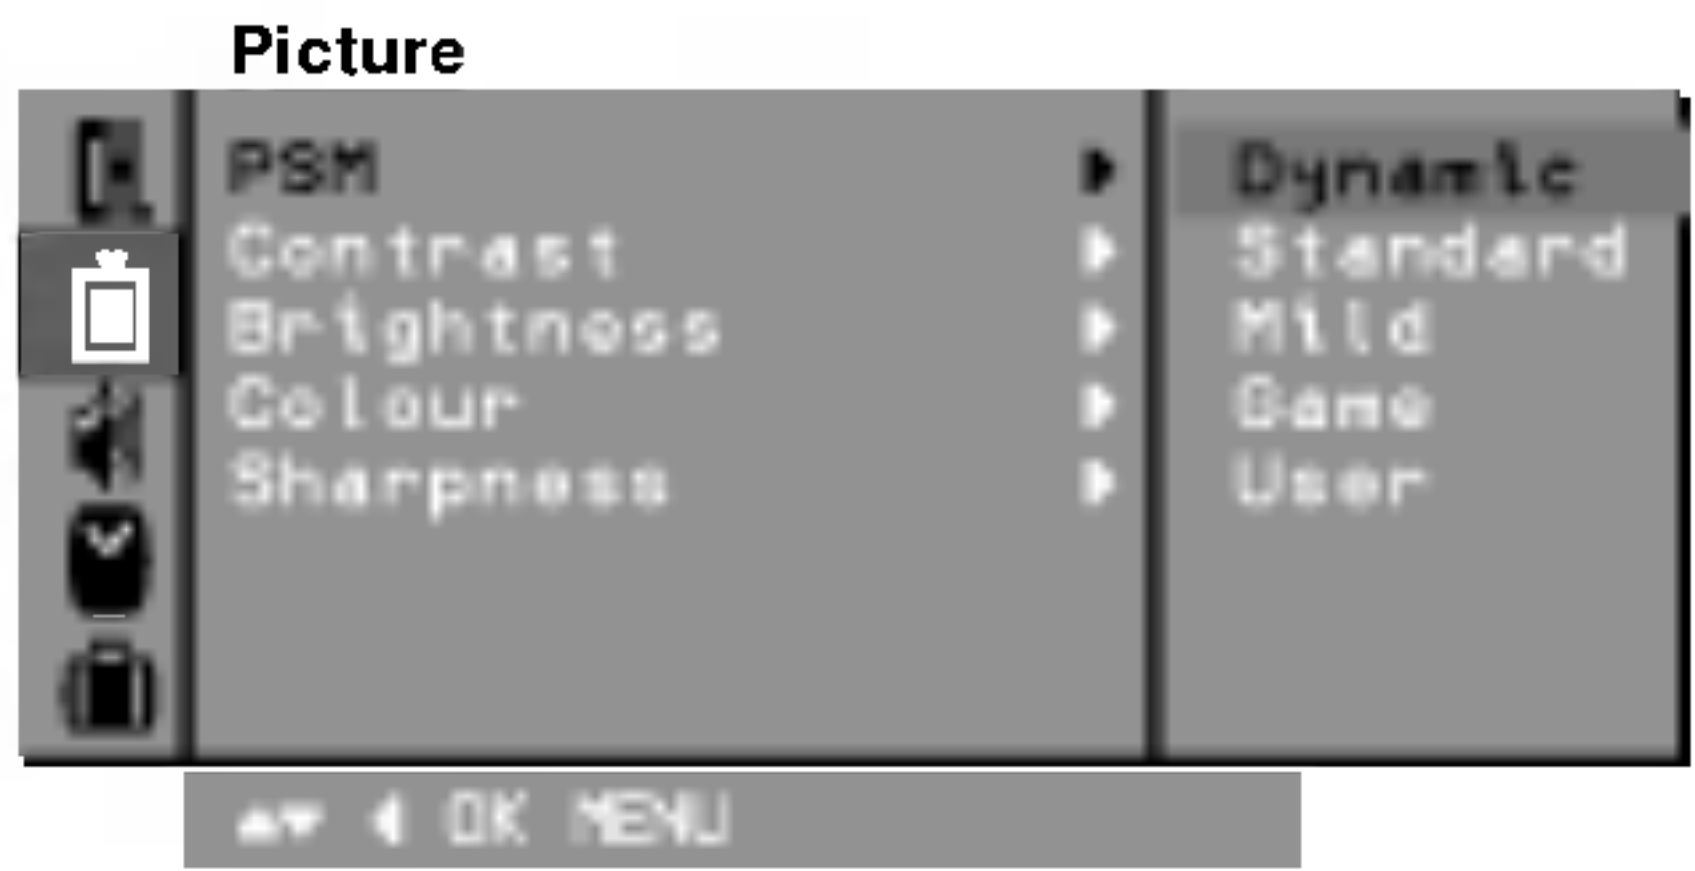 Picture
PSM
Contrast
Brightness
Colour
Sharpness
Dynamic
Standard
Mild
Game
User
▲▼ ◀ OK MENU